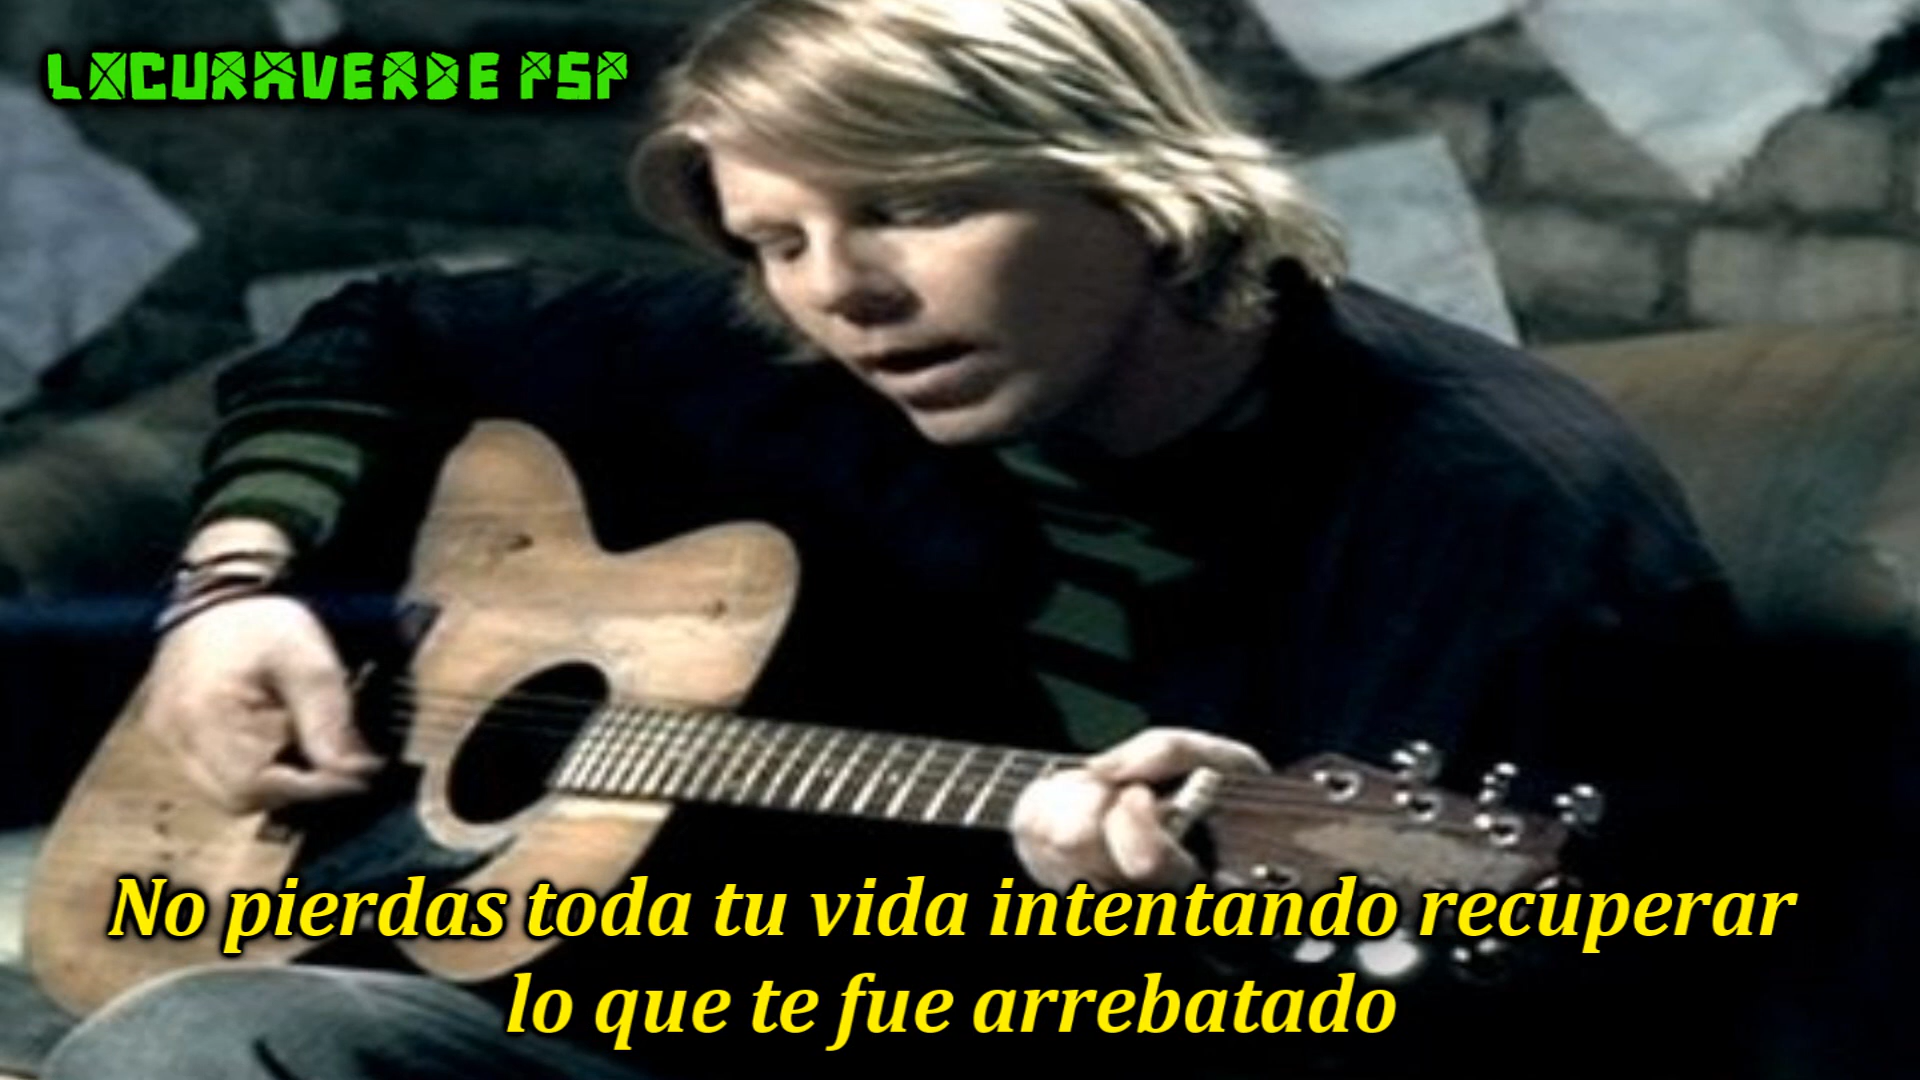 LOCURAVERDE PSP
No pierdas toda tu vida intentando recuperar
lo que te fue arrebatado